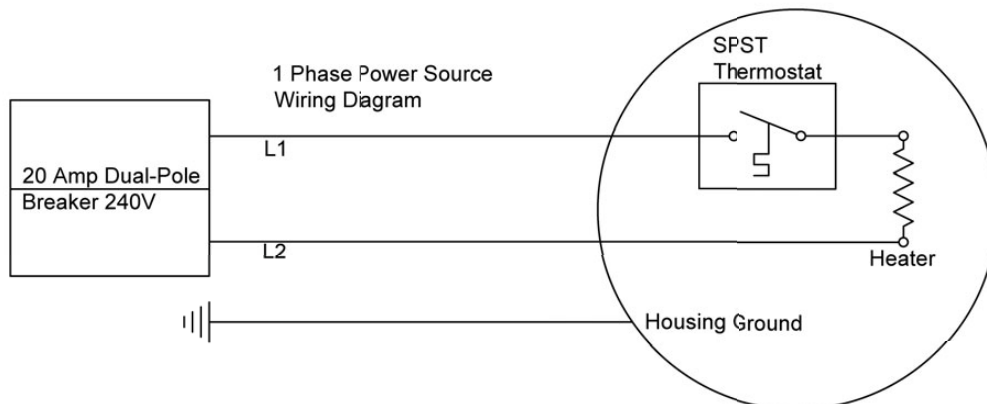 SPST
Thermostat
1 Phase Power Source
Wiring Diagram
L1
20 Amp Dual-Pole
Breaker 240V
L2
Heater
Housing Ground